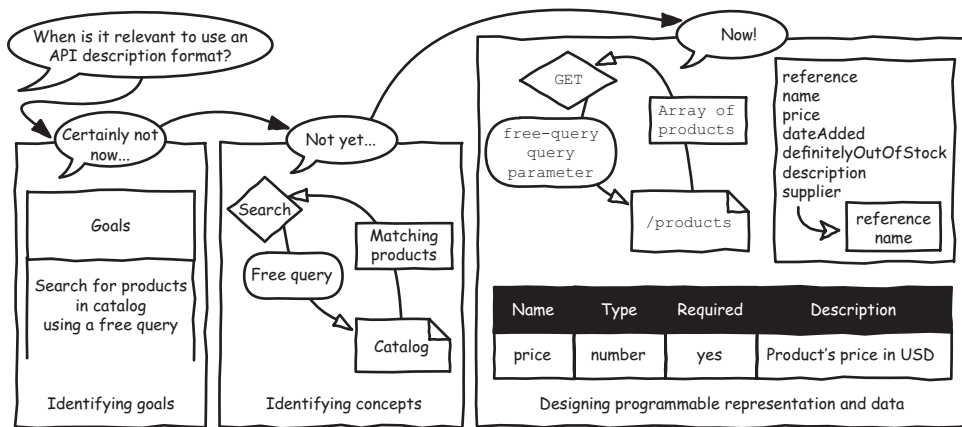 When is it relevant to use an
API description format?
Certainly not
now...
Not yet...
Now!
Goals
Search for products
in catalog
using a free query
Identifying goals
Search
Free query
Matching
products
Catalog
Identifying concepts
GET
free-query
query
parameter
Array of
products
/products
reference
name
price
dateAdded
definitelyOutOfStock
description
supplier
reference
name
Name Type Required Description
price number yes Product's price in USD
Designing programmable representation and data